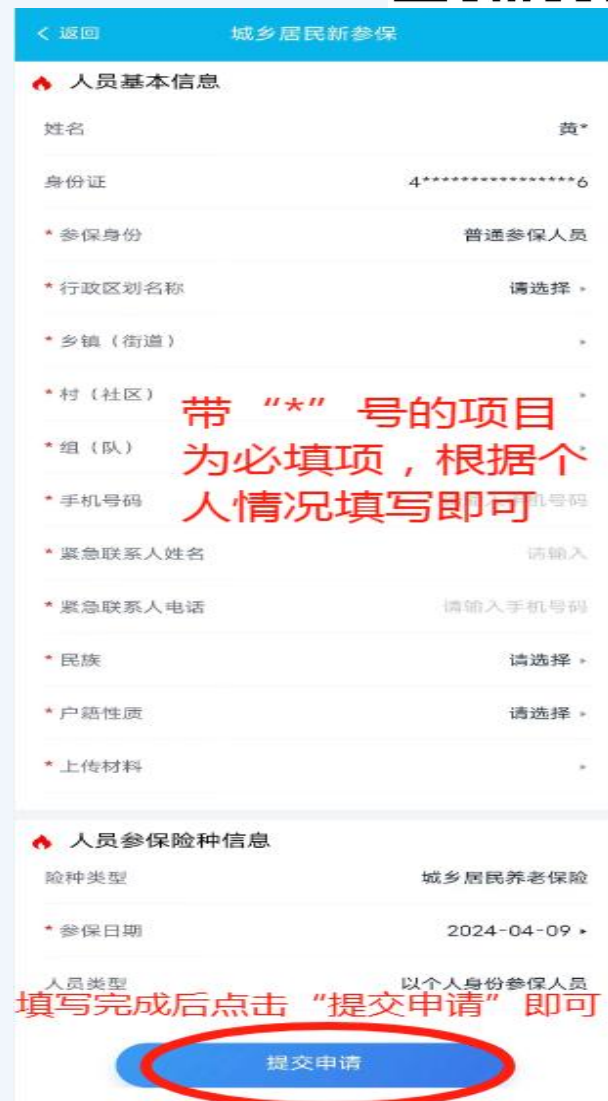 < 返回 城乡居民新参保
人员基本信息
姓名 黄*
身份证 4****************6
* 参保身份 普通参保人员
* 行政区划名称 请选择
* 乡镇（街道）
* 村（社区）
带“*”号的项目
* 组（队）
为必填项，根据个
* 手机号码 机号码
人情况填写即可
* 紧急联系人姓名 请输入
* 紧急联系人电话 请输入手机号码
* 民族 请选择
* 户籍性质 请选择
* 上传材料
人员参保险种信息
险种类型 城乡居民养老保险
* 参保日期 2024-04-09
人员类型 以个人身份参保人员
填写完成后点击“提交申请”即可
提交申请